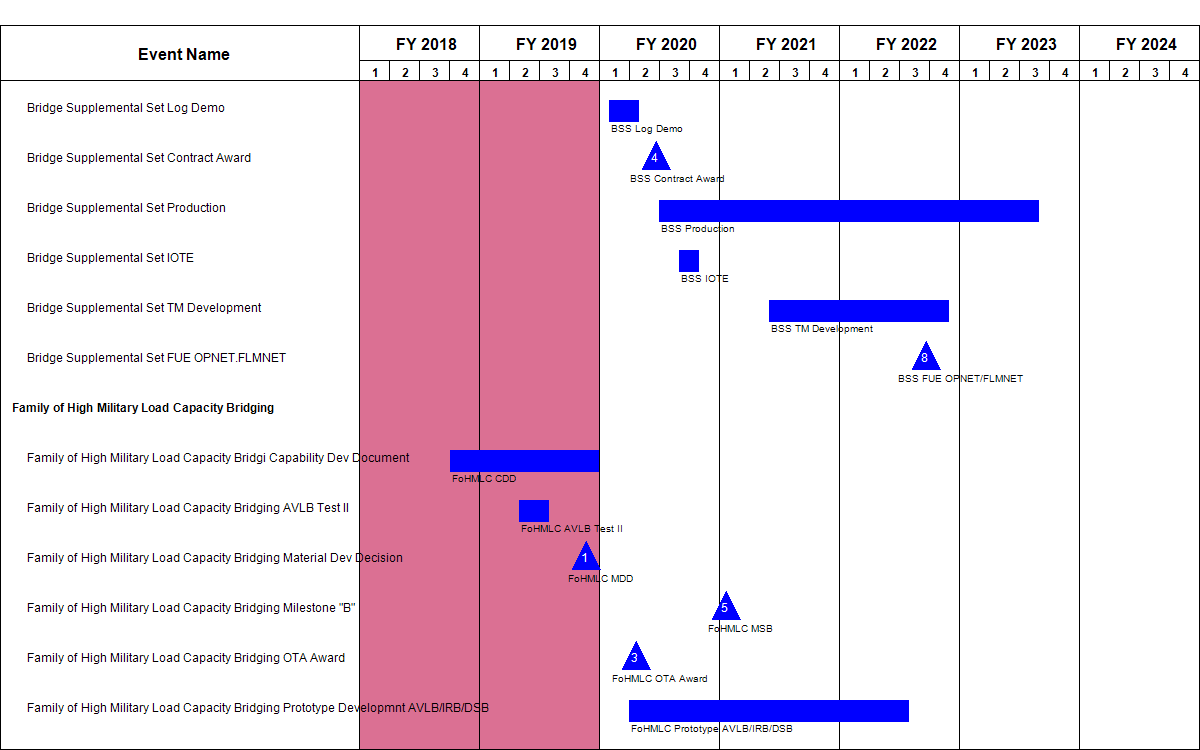 Event Name FY 2018 FY 2019 FY 2020 FY 2021 FY 2022 FY 2023 FY 2024
1 2 3 4 1 2 3 4 1 2 3 4 1 2 3 4 1 2 3 4 1 2 3 4 1 2 3 4
Bridge Supplemental Set Log Demo
BSS Log Demo
Bridge Supplemental Set Contract Award 4
BSS Contract Award
Bridge Supplemental Set Production
BSS Production
Bridge Supplemental Set IOTE
BSS IOTE
Bridge Supplemental Set TM Development
BSS TM Development
Bridge Supplemental Set FUE OPNET.FLMNET 8
BSS FUE OPNET/FLMNET
Family of High Military Load Capacity Bridging
Family of High Military Load Capacity Bridgi Capability Dev Document
FoHMLC CDD
Family of High Military Load Capacity Bridging AVLB Test II
FoHMLC AVLB Test II
Family of High Military Load Capacity Bridging Material Dev Decision 1
FoHMLC MDD
Family of High Military Load Capacity Bridging Milestone "B" 5
FoHMLC MSB
Family of High Military Load Capacity Bridging OTA Award 3
FoHMLC OTA Award
Family of High Military Load Capacity Bridging Prototype Developmnt AVLB/IRB/DSB
FoHMLC Prototype AVLB/IRB/DSB